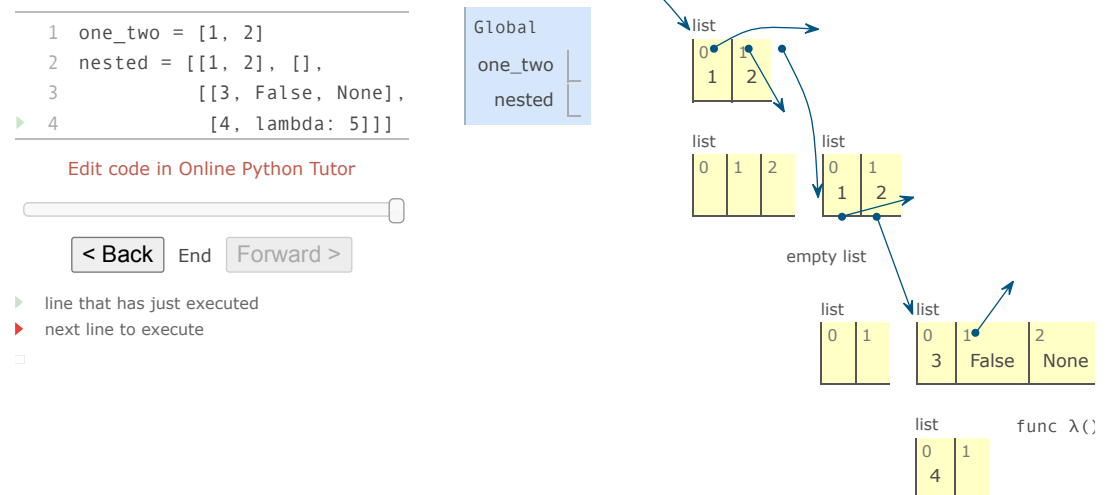 1 one_two = [1, 2]
2 nested = [[1, 2], [],
3 [[3, False, None],
4 [4, lambda: 5]]]
Edit code in Online Python Tutor
< Back End Forward >
line that has just executed
next line to execute
Global
one_two
nested
list
0 1
1 2
list
0 1 2
list
0 1
1 2
empty list
list
0 1
list
0 1 2
3 False None
list
0 1
4
func λ()